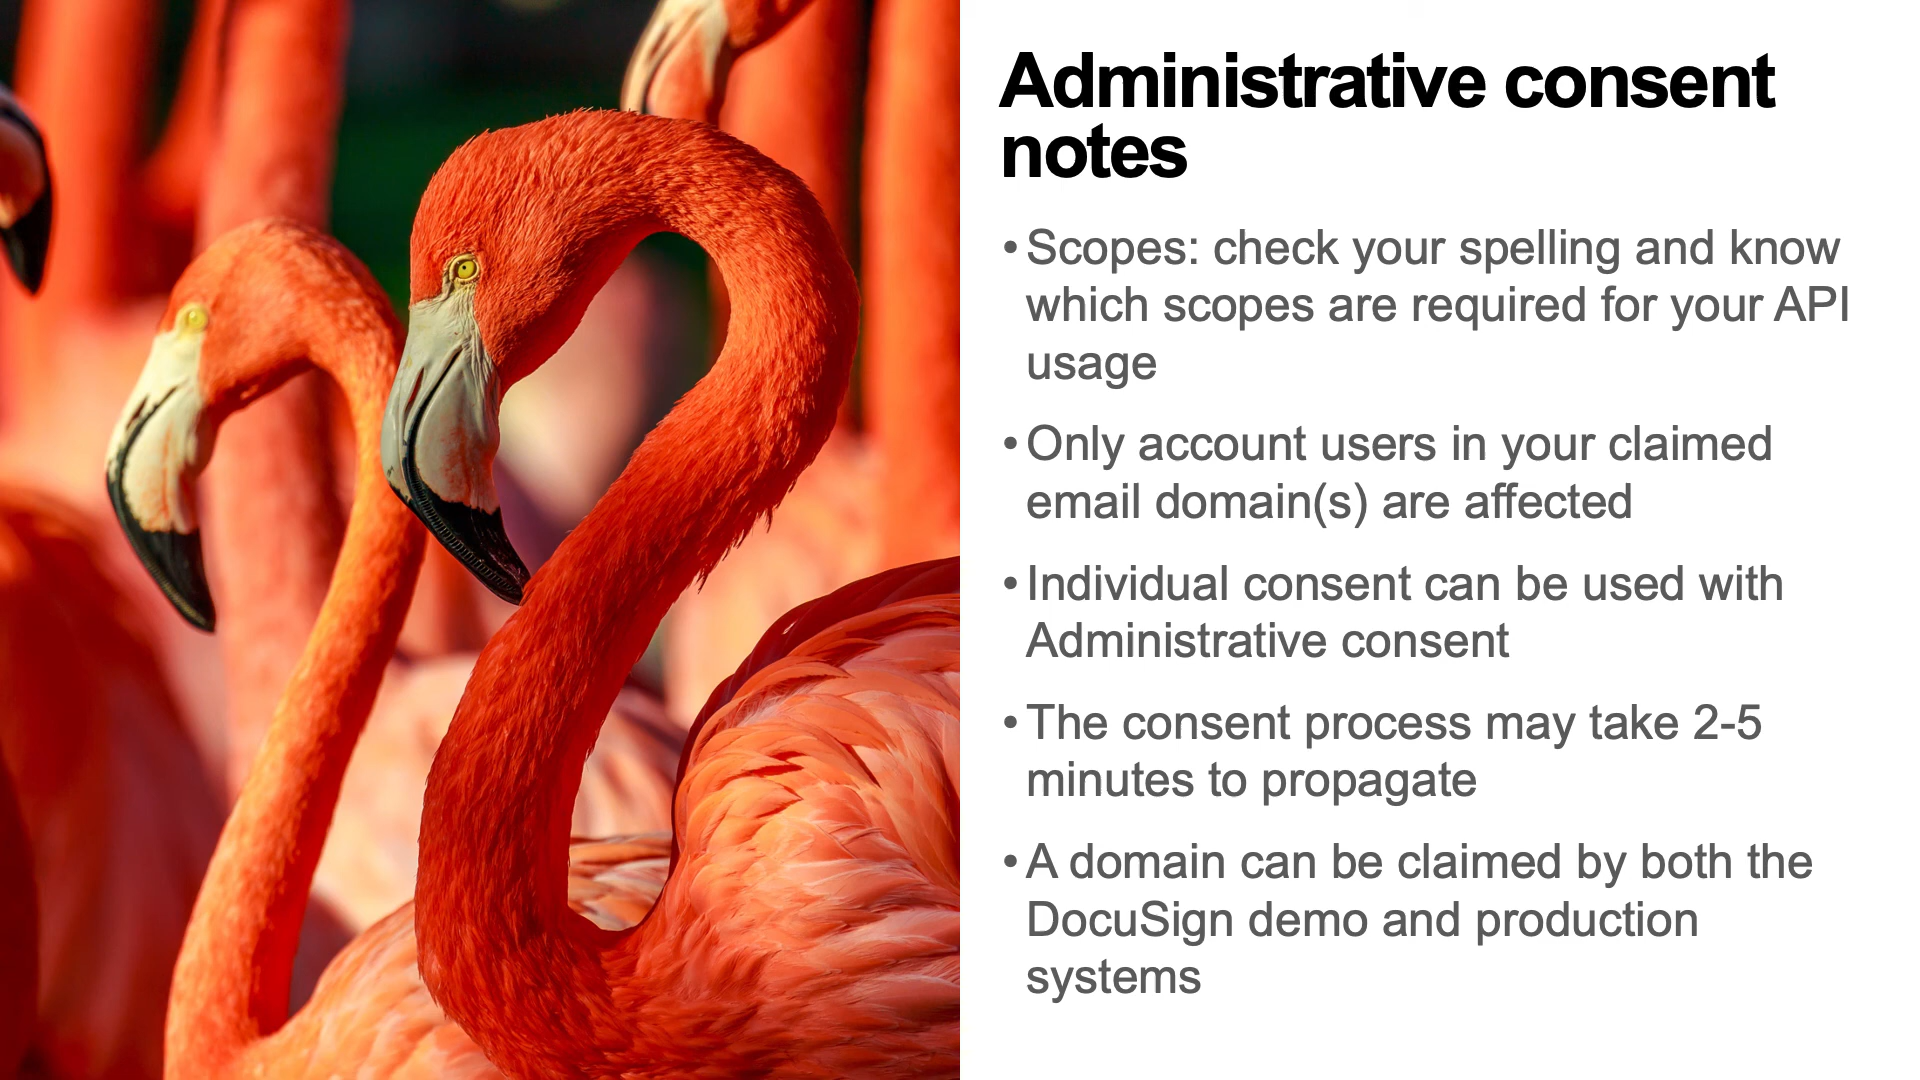 Administrative consent
notes
• Scopes: check your spelling and know
which scopes are required for your API
usage
• Only account users in your claimed
email domain(s) are affected
• Individual consent can be used with
Administrative consent
• The consent process may take 2-5
minutes to propagate
• A domain can be claimed by both the
DocuSign demo and production
systems